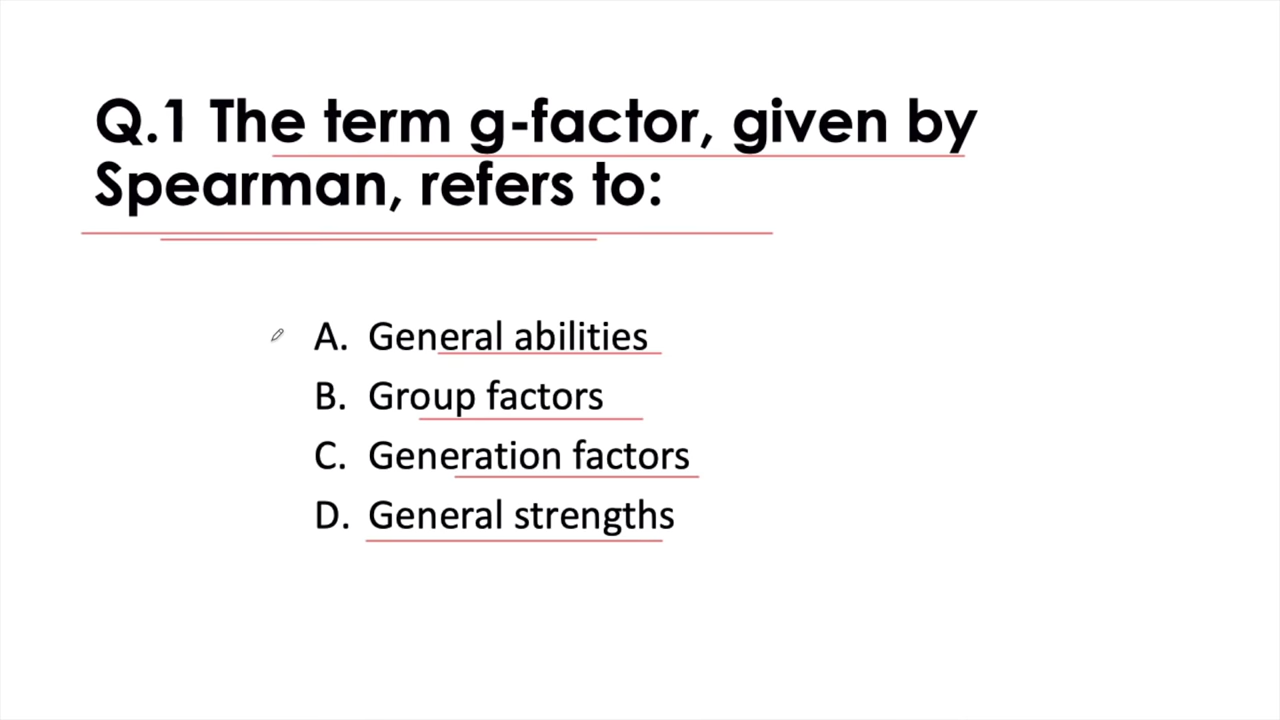 Q.1 The term g-factor, given by
Spearman, refers to:
A. General abilities
B. Group factors
C. Generation factors
D. General strengths